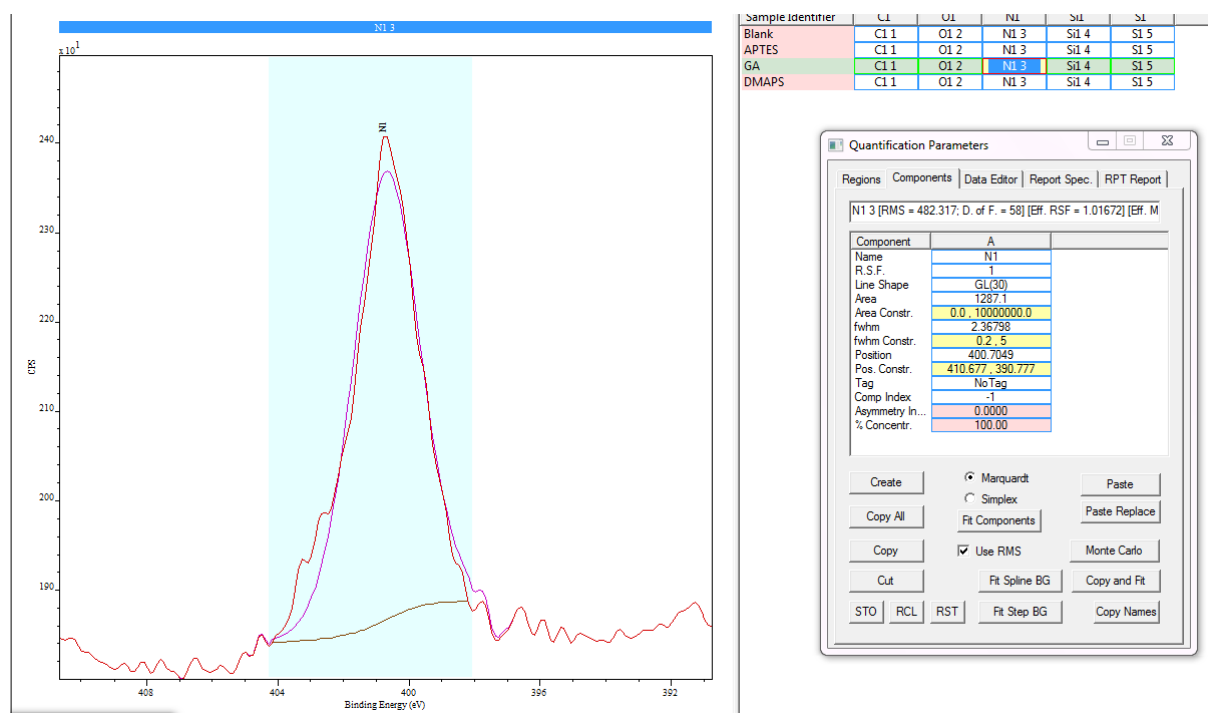 N1 3
x 10¹
N1
240
230
220
210
200
190
CPS
408 404 400 396 392
Binding Energy (eV)
Sample Identifier C1 O1 N1 Si1 S1
Blank C1 1 O1 2 N1 3 Si1 4 S1 5
APTES C1 1 O1 2 N1 3 Si1 4 S1 5
GA C1 1 O1 2 N1 3 Si1 4 S1 5
DMAPS C1 1 O1 2 N1 3 Si1 4 S1 5
Quantification Parameters
Regions Components Data Editor Report Spec. RPT Report
N1 3 [RMS = 482.317; D. of F. = 58] [Eff. RSF = 1.01672] [Eff. M
Component A
Name N1
R.S.F. 1
Line Shape GL(30)
Area 1287.1
Area Constr. 0.0 , 10000000.0
fwhm 2.36798
fwhm Constr. 0.2 , 5
Position 400.7049
Pos. Constr. 410.677 , 390.777
Tag NoTag
Comp Index -1
Asymmetry In... 0.0000
% Concentr. 100.00
Create Marquardt Paste
Simplex
Copy All Fit Components Paste Replace
Copy Use RMS Monte Carlo
Cut Fit Spline BG Copy and Fit
STO RCL RST Fit Step BG Copy Names